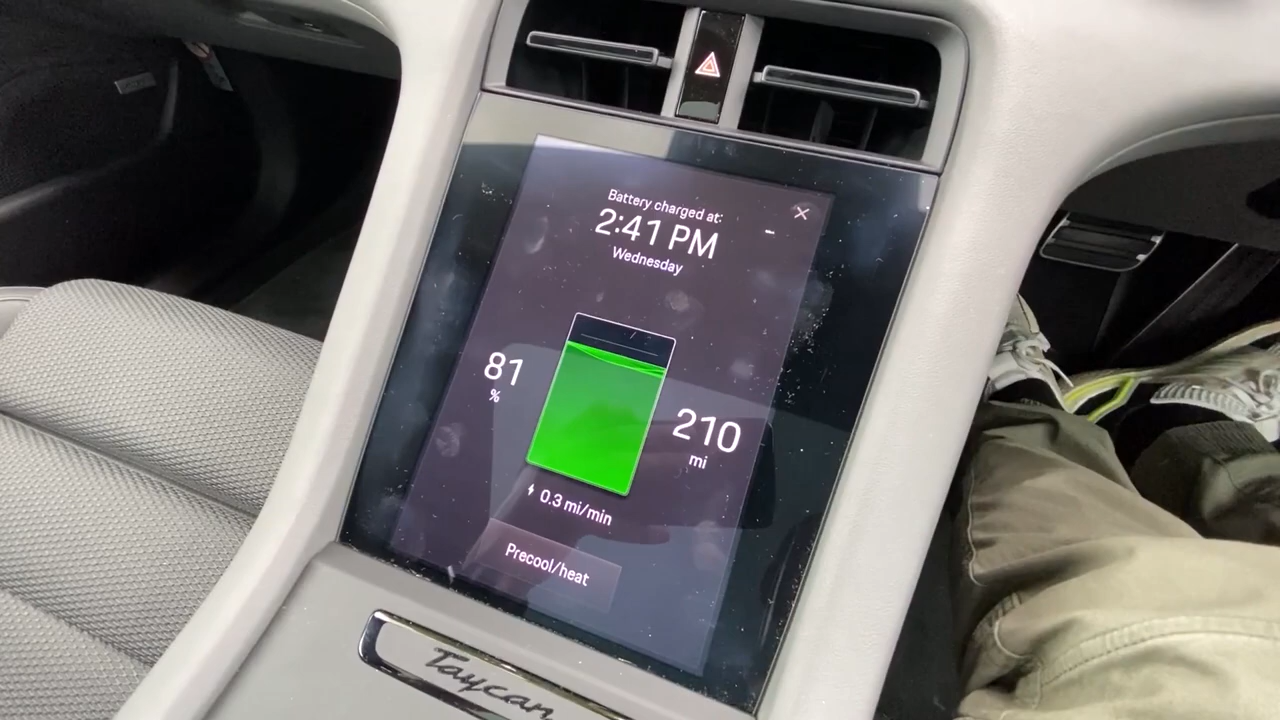 Battery charged at:
2:41 PM
Wednesday
81
%
210
mi
0.3 mi/min
Precool/heat
Taycan